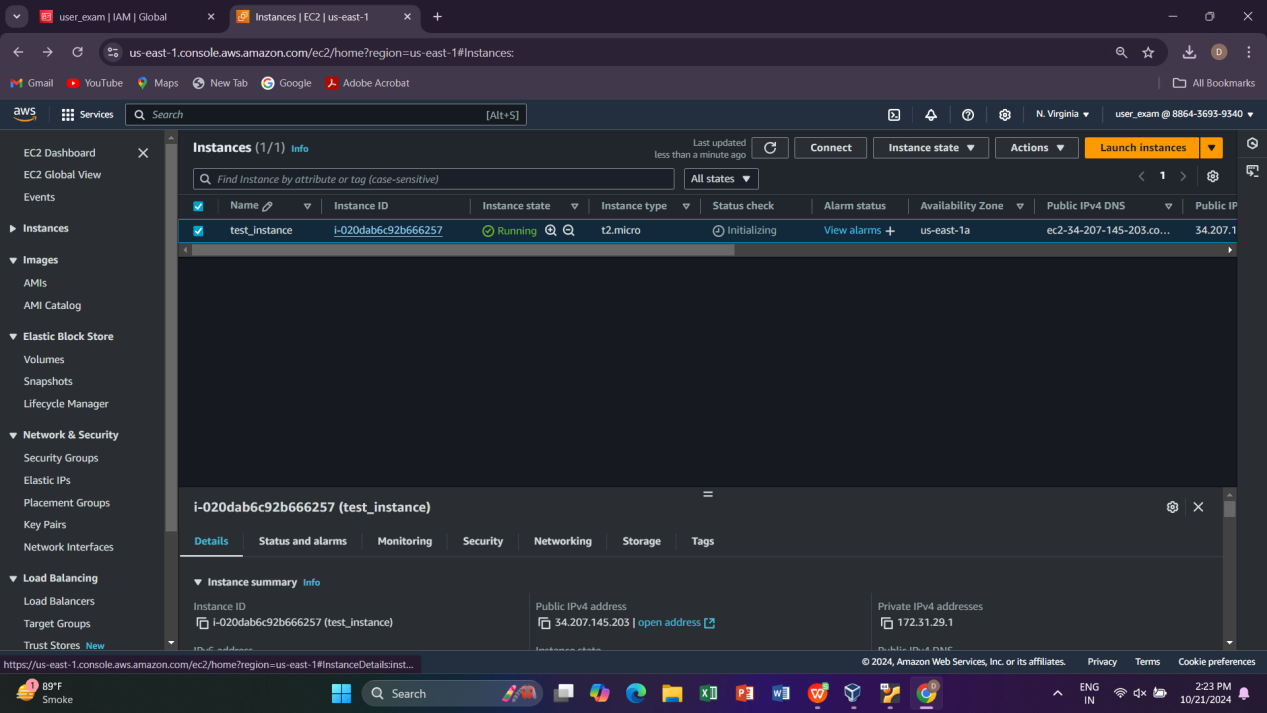 user_exam | IAM | Global
Instances | EC2 | us-east-1
us-east-1.console.aws.amazon.com/ec2/home?region=us-east-1#Instances:
D
Gmail YouTube Maps New Tab Google Adobe Acrobat All Bookmarks
aws Services Search [Alt+S] N. Virginia user_exam @ 8864-3693-9340
EC2 Dashboard
EC2 Global View
Events
Instances
Images
AMIs
AMI Catalog
Elastic Block Store
Volumes
Snapshots
Lifecycle Manager
Network & Security
Security Groups
Elastic IPs
Placement Groups
Key Pairs
Network Interfaces
Load Balancing
Load Balancers
Target Groups
Trust Stores New
Instances (1/1) Info
Last updated
less than a minute ago
Connect Instance state Actions Launch instances
Find Instance by attribute or tag (case-sensitive) All states 1
Name Instance ID Instance state Instance type Status check Alarm status Availability Zone Public IPv4 DNS Public IP
test_instance i-020dab6c92b666257 Running t2.micro Initializing View alarms us-east-1a ec2-34-207-145-203.co... 34.207.1
i-020dab6c92b666257 (test_instance)
Details Status and alarms Monitoring Security Networking Storage Tags
Instance summary Info
Instance ID Public IPv4 address Private IPv4 addresses
i-020dab6c92b666257 (test_instance) 34.207.145.203 | open address 172.31.29.1
IPv6 address Instance state Public IPv4 DNS
https://us-east-1.console.aws.amazon.com/ec2/home?region=us-east-1#InstanceDetails:inst...
© 2024, Amazon Web Services, Inc. or its affiliates. Privacy Terms Cookie preferences
1
89°F
Smoke
Search
ENG
IN
2:23 PM
10/21/2024